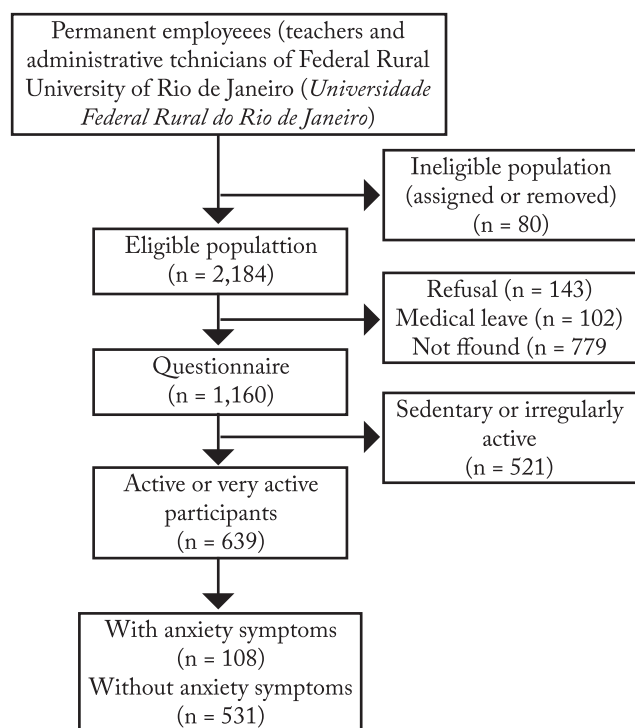 Permanent employeees (teachers and
administrative tchnicians of Federal Rural
University of Rio de Janeiro (Universidade
Federal Rural do Rio de Janeiro)
Ineligible population
(assigned or removed)
(n = 80)
Eligible populattion
(n = 2,184)
Refusal (n = 143)
Medical leave (n = 102)
Not ffound (n = 779
Questionnaire
(n = 1,160)
Sedentary or irregularly
active
(n = 521)
Active or very active
participants
(n = 639)
With anxiety symptoms
(n = 108)
Without anxiety symptoms
(n = 531)